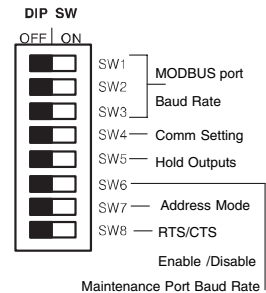 DIP SW
OFF ON
SW1
MODBUS port
SW2
Baud Rate
SW3
SW4 Comm Setting
SW5 Hold Outputs
SW6
SW7 Address Mode
SW8 RTS/CTS
Enable /Disable
Maintenance Port Baud Rate